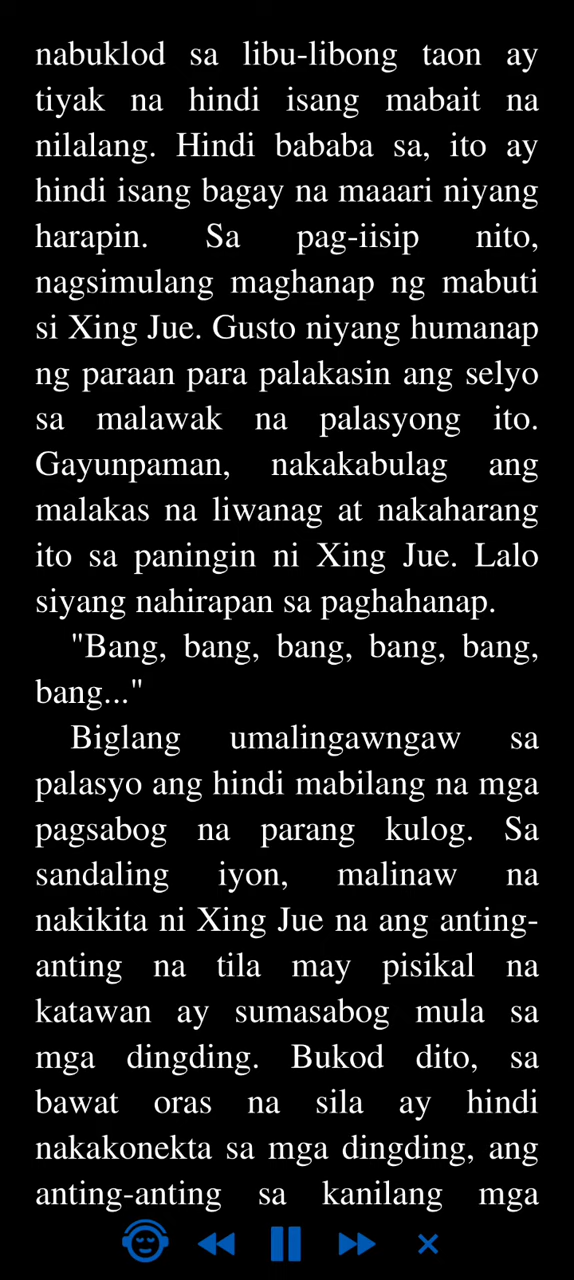 nabuklod sa libu-libong taon ay
tiyak na hindi isang mabait na
nilalang. Hindi bababa sa, ito ay
hindi isang bagay na maaari niyang
harapin. Sa pag-iisip nito,
nagsimulang maghanap ng mabuti
si Xing Jue. Gusto niyang humanap
ng paraan para palakasin ang selyo
sa malawak na palasyong ito.
Gayunpaman, nakakabulag ang
malakas na liwanag at nakaharang
ito sa paningin ni Xing Jue. Lalo
siyang nahirapan sa paghahanap.
"Bang, bang, bang, bang, bang,
bang..."
Biglang umalingawngaw sa
palasyo ang hindi mabilang na mga
pagsabog na parang kulog. Sa
sandaling iyon, malinaw na
nakikita ni Xing Jue na ang anting-
anting na tila may pisikal na
katawan ay sumasabog mula sa
mga dingding. Bukod dito, sa
bawat oras na sila ay hindi
nakakonekta sa mga dingding, ang
anting-anting sa kanilang mga